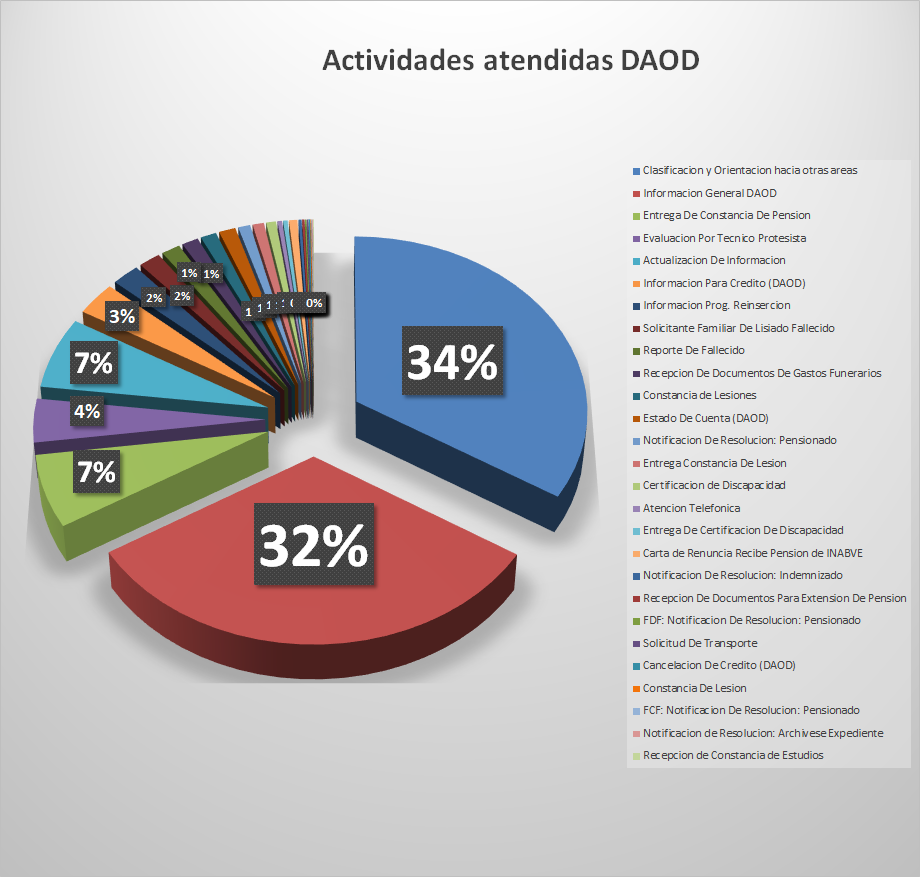 Actividades atendidas DAOD
34%
32%
7%
4%
7%
3%
2%
2%
1%
1%
0%
Clasificacion y Orientacion hacia otras areas
Informacion General DAOD
Entrega De Constancia De Pension
Evaluacion Por Tecnico Protesista
Actualizacion De Informacion
Informacion Para Credito (DAOD)
Informacion Prog. Reinsercion
Solicitante Familiar De Lisiado Fallecido
Reporte De Fallecido
Recepcion De Documentos De Gastos Funerarios
Constancia de Lesiones
Estado De Cuenta (DAOD)
Notificacion De Resolucion: Pensionado
Entrega Constancia De Lesion
Certificacion de Discapacidad
Atencion Telefonica
Entrega De Certificacion De Discapacidad
Carta de Renuncia Recibe Pension de INABVE
Notificacion De Resolucion: Indemnizado
Recepcion De Documentos Para Extension De Pension
FDF: Notificacion De Resolucion: Pensionado
Solicitud De Transporte
Cancelacion De Credito (DAOD)
Constancia De Lesion
FCF: Notificacion De Resolucion: Pensionado
Notificacion de Resolucion: Archivese Expediente
Recepcion de Constancia de Estudios